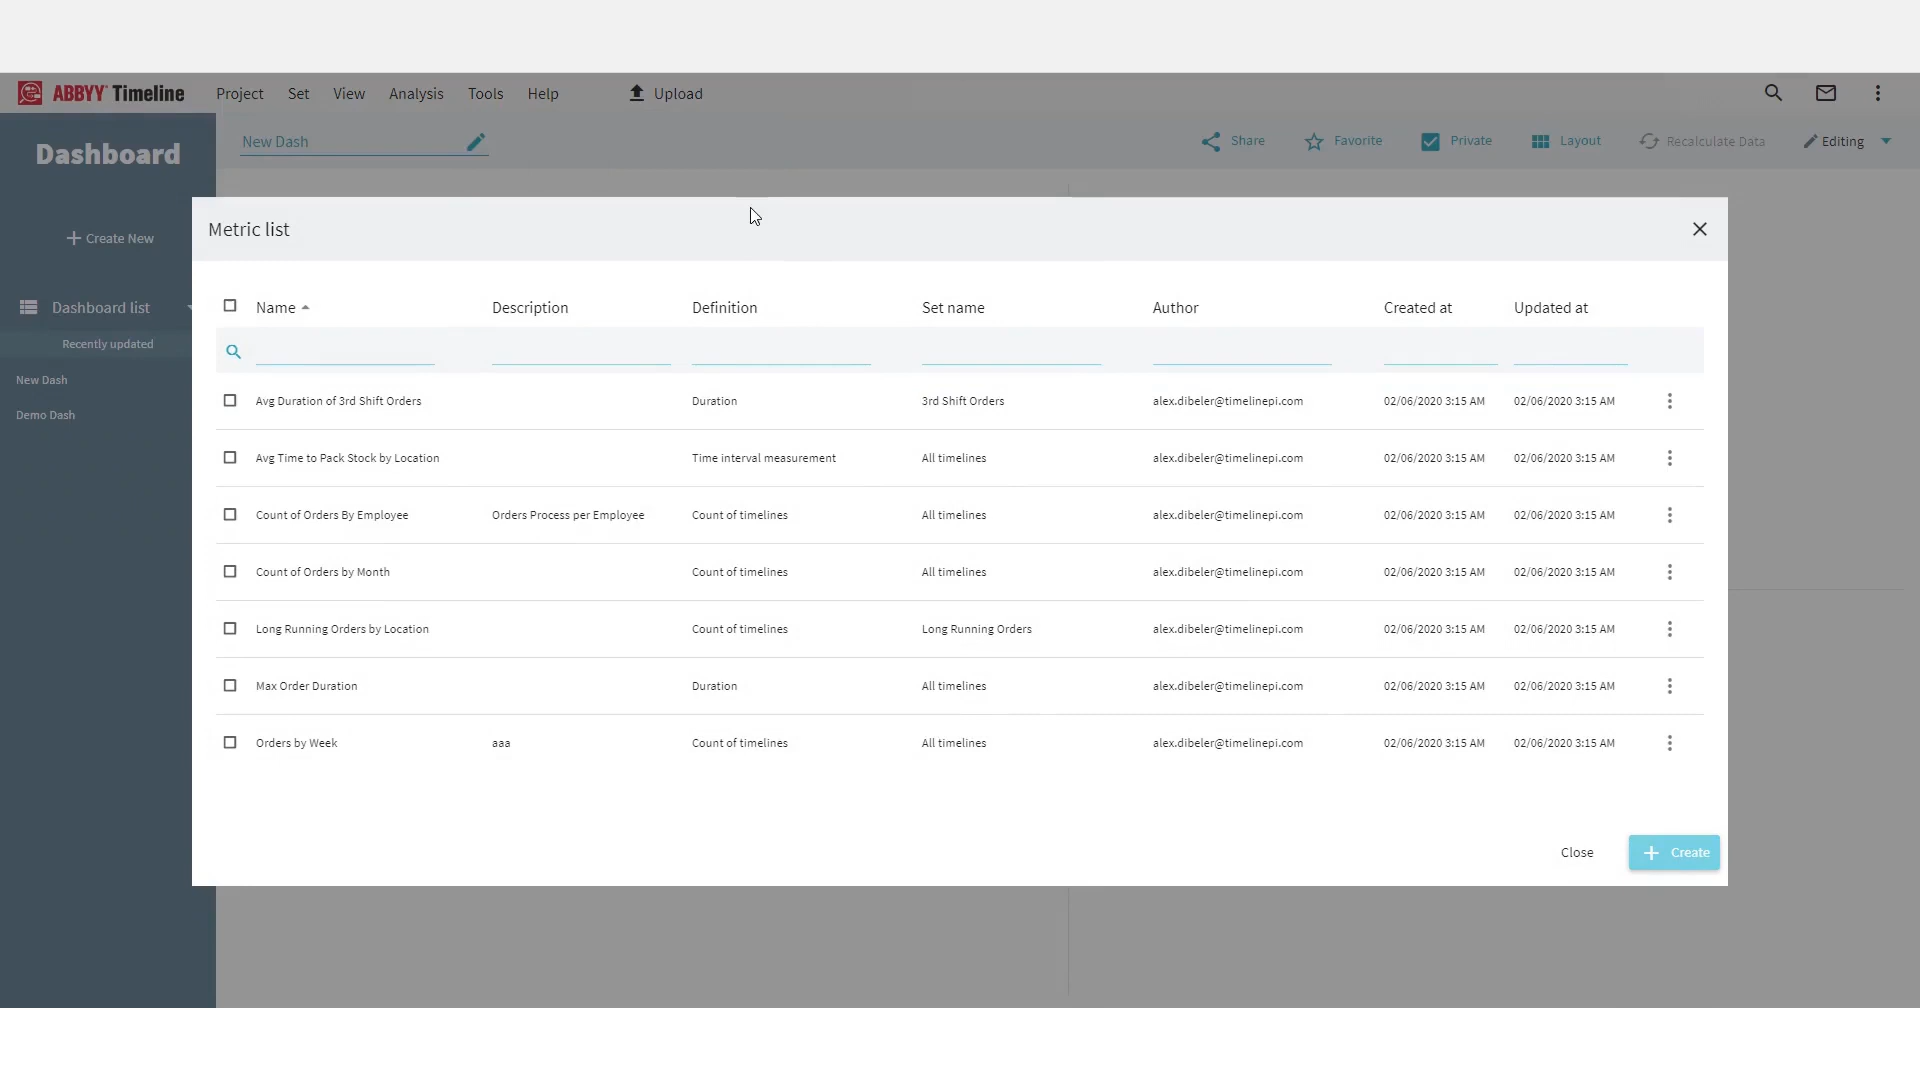 ABBYY Timeline Project Set View Analysis Tools Help Upload
Dashboard
New Dash Share Favorite Private Layout Recalculate Data Editing
Create New
Dashboard list
Recently updated
New Dash
Demo Dash
Metric list
Name Description Definition Set name Author Created at Updated at
Avg Duration of 3rd Shift Orders Duration 3rd Shift Orders alex.dibeler@timelinepi.com 02/06/2020 3:15 AM 02/06/2020 3:15 AM
Avg Time to Pack Stock by Location Time interval measurement All timelines alex.dibeler@timelinepi.com 02/06/2020 3:15 AM 02/06/2020 3:15 AM
Count of Orders By Employee Orders Process per Employee Count of timelines All timelines alex.dibeler@timelinepi.com 02/06/2020 3:15 AM 02/06/2020 3:15 AM
Count of Orders by Month Count of timelines All timelines alex.dibeler@timelinepi.com 02/06/2020 3:15 AM 02/06/2020 3:15 AM
Long Running Orders by Location Count of timelines Long Running Orders alex.dibeler@timelinepi.com 02/06/2020 3:15 AM 02/06/2020 3:15 AM
Max Order Duration Duration All timelines alex.dibeler@timelinepi.com 02/06/2020 3:15 AM 02/06/2020 3:15 AM
Orders by Week aaa Count of timelines All timelines alex.dibeler@timelinepi.com 02/06/2020 3:15 AM 02/06/2020 3:15 AM
Close Create